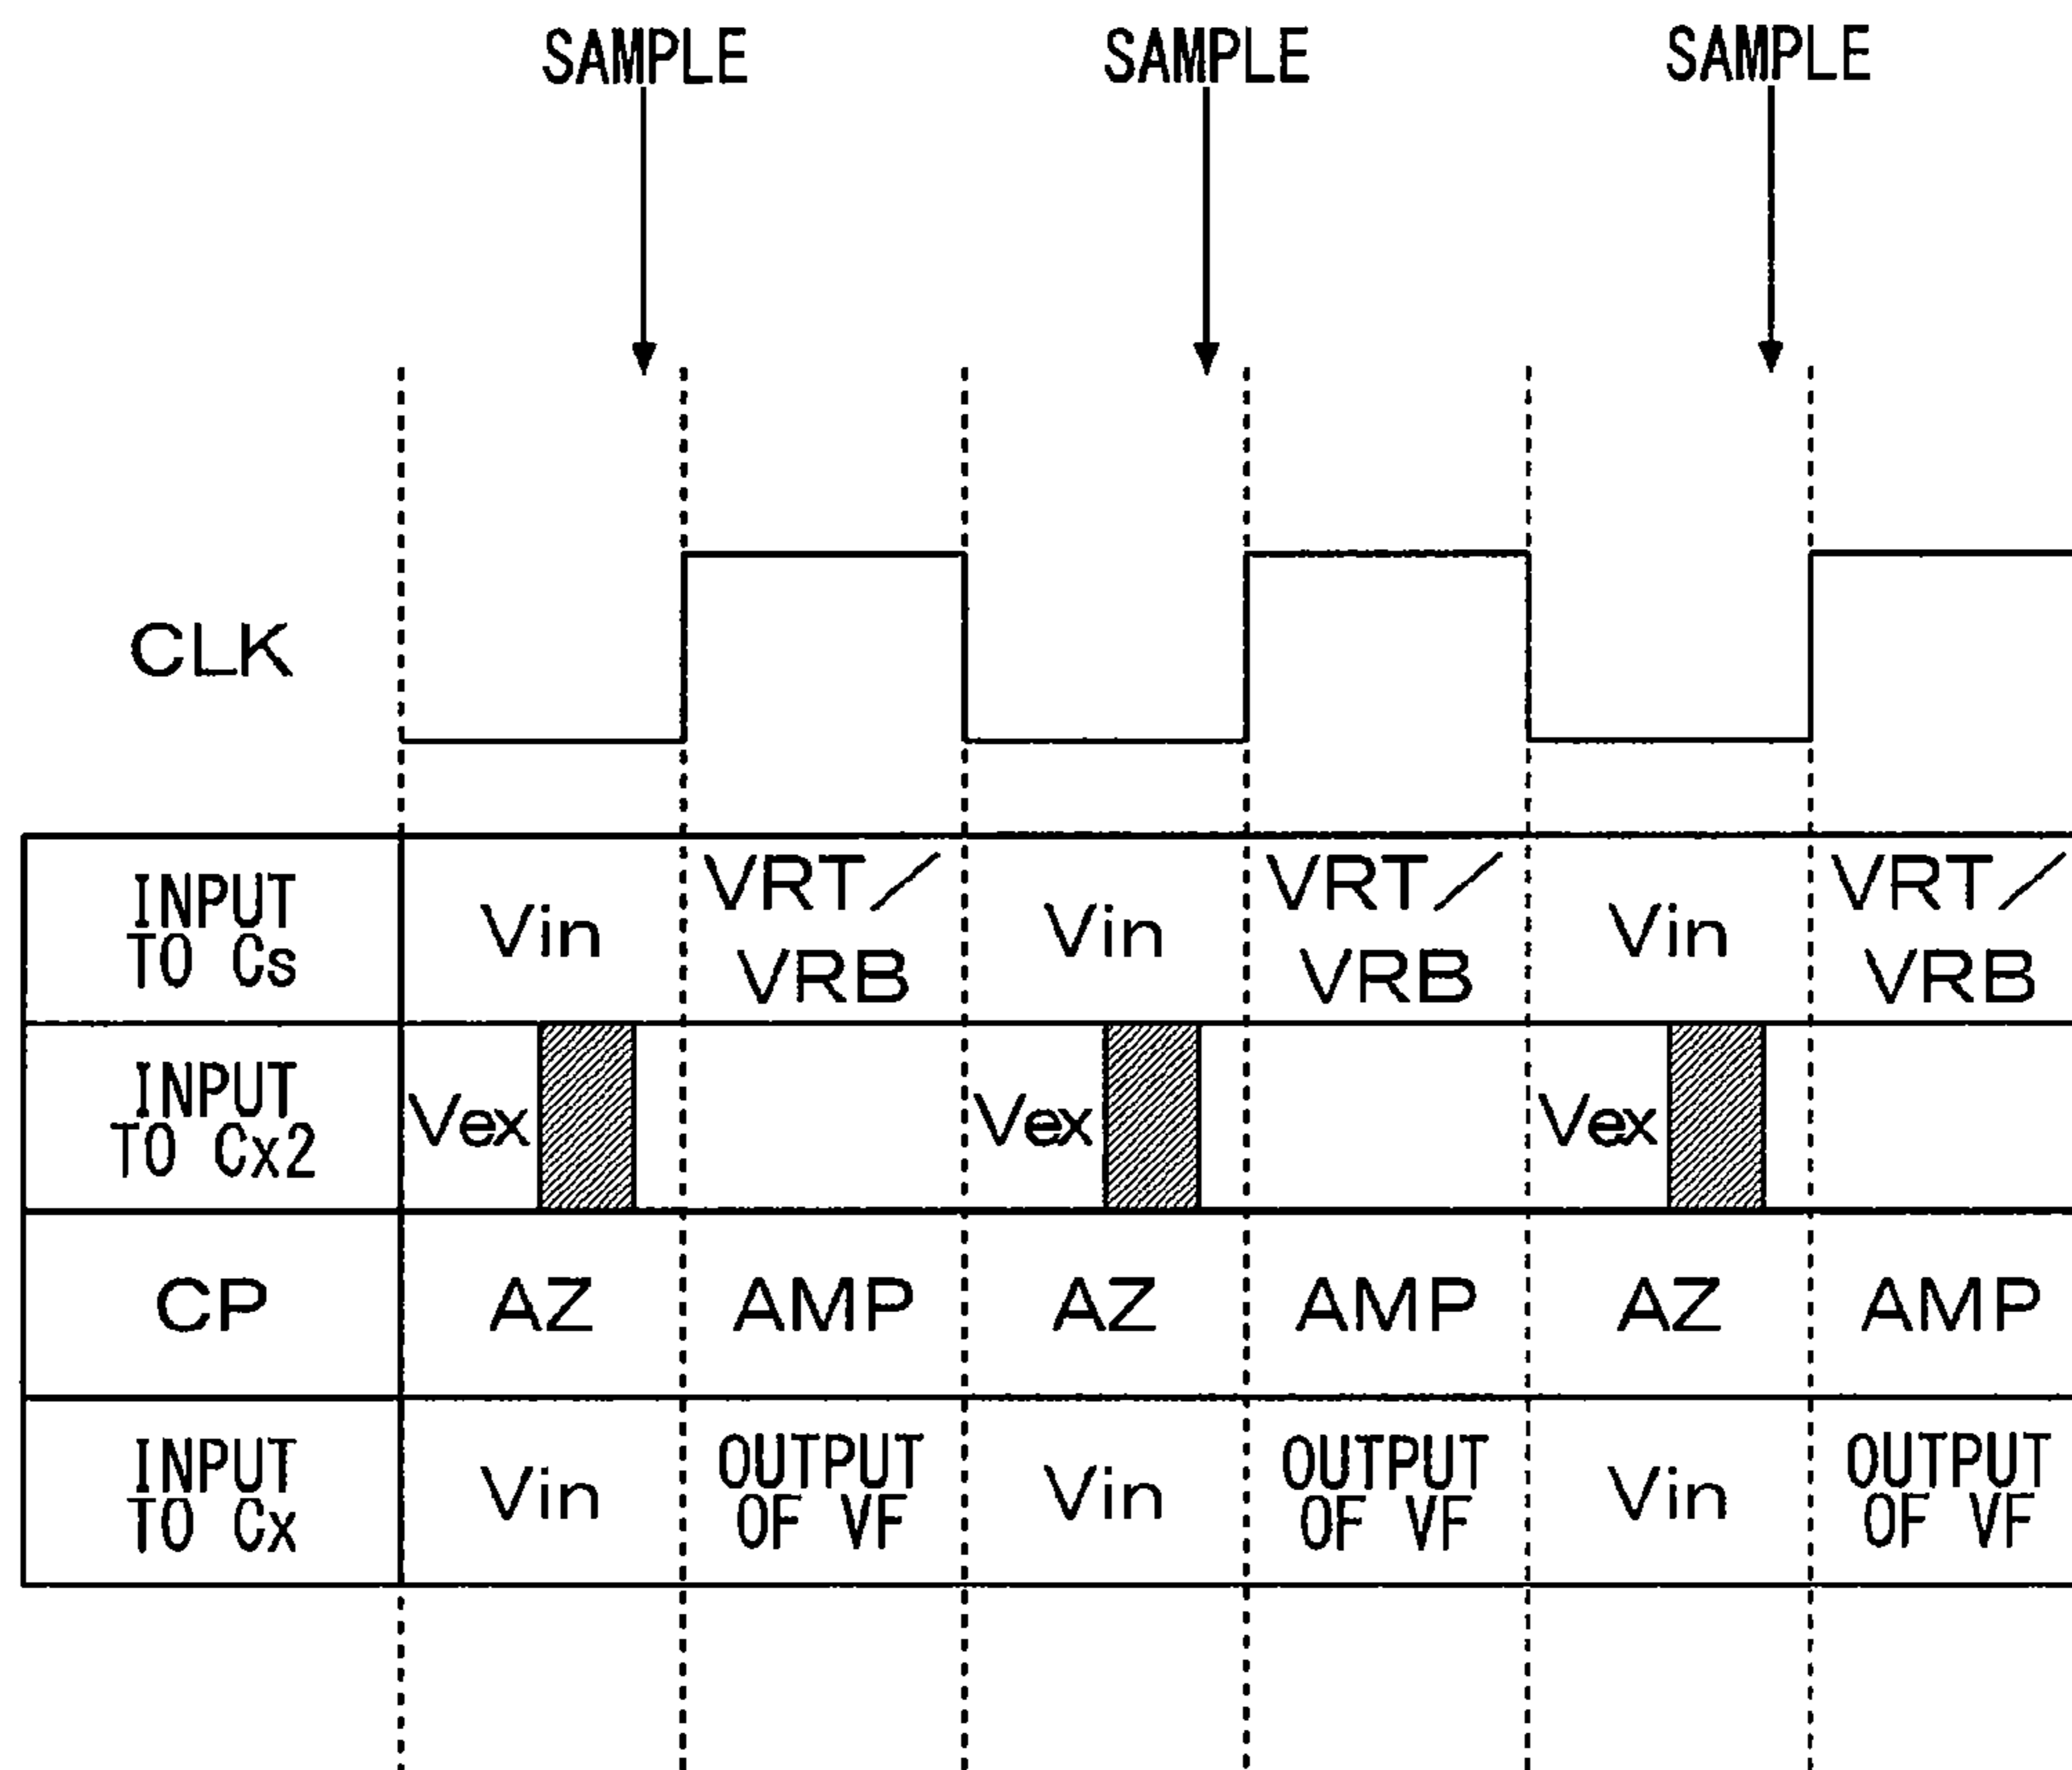 SAMPLE SAMPLE SAMPLE
CLK
INPUT
TO Cs
Vin
VRT/
VRB
Vin
VRT/
VRB
Vin
VRT/
VRB
INPUT
TO Cx2
Vex
Vex
Vex
CP
AZ
AMP
AZ
AMP
AZ
AMP
INPUT
TO Cx
Vin
OUTPUT
OF VF
Vin
OUTPUT
OF VF
Vin
OUTPUT
OF VF